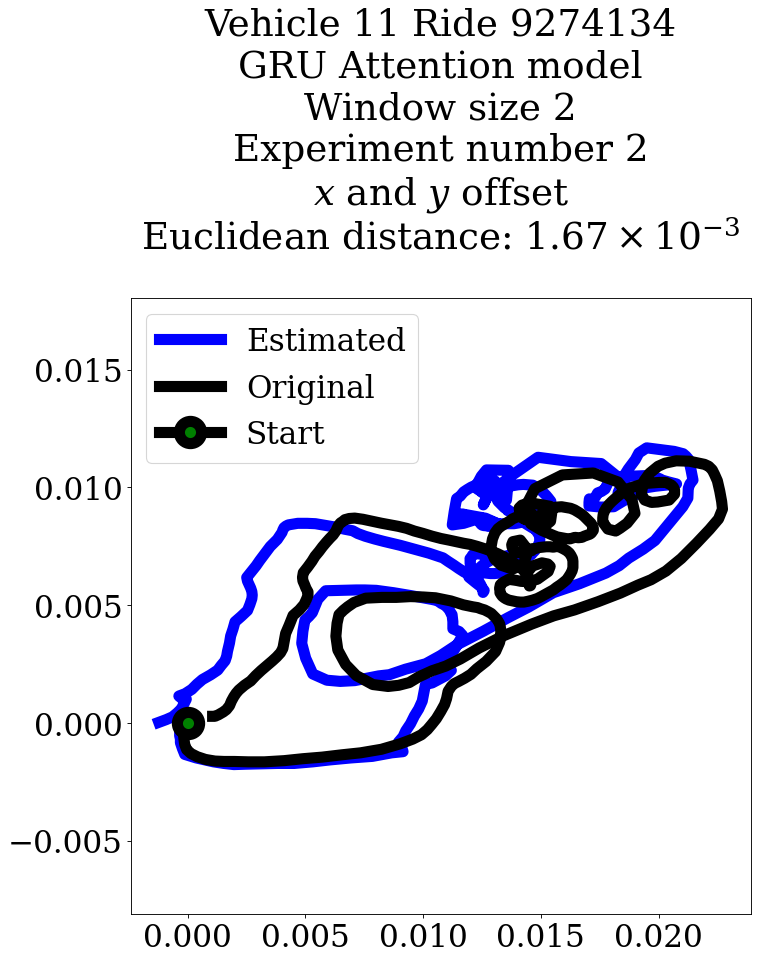 Vehicle 11 Ride 9274134
GRU Attention model
Window size 2
Experiment number 2
x and y offset
Euclidean distance: 1.67 × 10⁻³
Estimated
Original
Start
0.015
0.010
0.005
0.000
−0.005
0.000 0.005 0.010 0.015 0.020